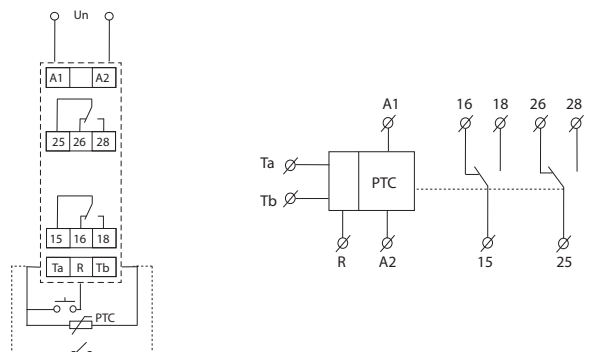 Un
A1 A2
25 26 28
15 16 18
Ta R Tb
PTC
A1 16 18 26 28
Ta
PTC
Tb
R A2 15 25